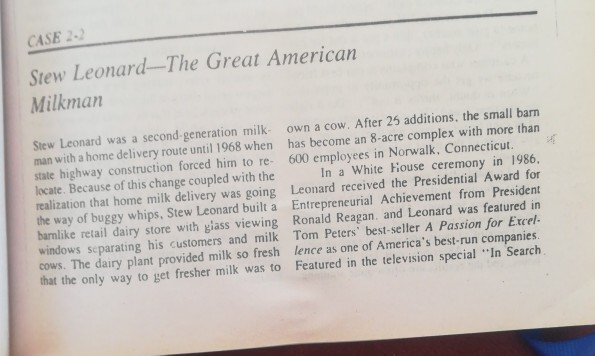 CASE 2-2
Stew Leonard—The Great American
Milkman
Stew Leonard was a second-generation milk-
man with a home delivery route until 1968 when
state highway construction forced him to re-
locate. Because of this change coupled with the
realization that home milk delivery was going
the way of buggy whips, Stew Leonard built a
barnlike retail dairy store with glass viewing
windows separating his customers and milk
cows. The dairy plant provided milk so fresh
that the only way to get fresher milk was to
own a cow. After 25 additions, the small barn
has become an 8-acre complex with more than
600 employees in Norwalk, Connecticut.
In a White House ceremony in 1986,
Leonard received the Presidential Award for
Entrepreneurial Achievement from President
Ronald Reagan, and Leonard was featured in
Tom Peters' best-seller A Passion for Excel-
lence as one of America's best-run companies.
Featured in the television special "In Search